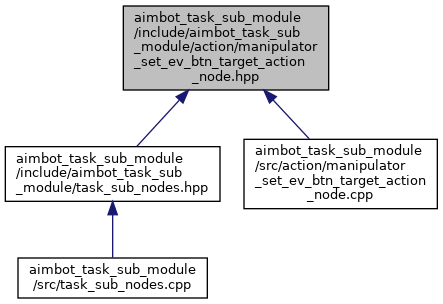 aimbot_task_sub_module
/include/aimbot_task_sub
_module/action/manipulator
_set_ev_btn_target_action
_node.hpp
aimbot_task_sub_module
/include/aimbot_task_sub
_module/task_sub_nodes.hpp
aimbot_task_sub_module
/src/action/manipulator
_set_ev_btn_target_action
_node.cpp
aimbot_task_sub_module
/src/task_sub_nodes.cpp